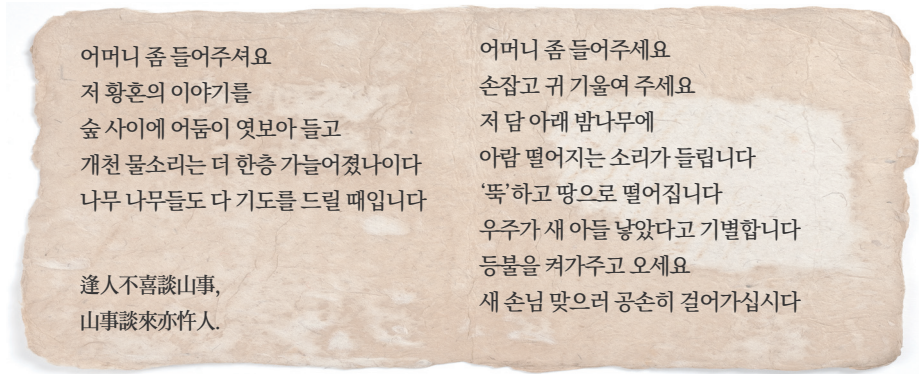 어머니 좀 들어주셔요
저 황혼의 이야기를
숲 사이에 어둠이 엿보아 들고
개천 물소리는 더 한층 가늘어졌나이다
나무 나무들도 다 기도를 드릴 때입니다
逢人不喜談山事,
山事談來亦忤人.
어머니 좀 들어주세요
손잡고 귀 기울여 주세요
저 담 아래 밤나무에
아람 떨어지는 소리가 들립니다
‘뚝’하고 땅으로 떨어집니다
우주가 새 아들 낳았다고 기별합니다
등불을 켜가주고 오세요
새 손님 맞으러 공손히 걸어가십시다